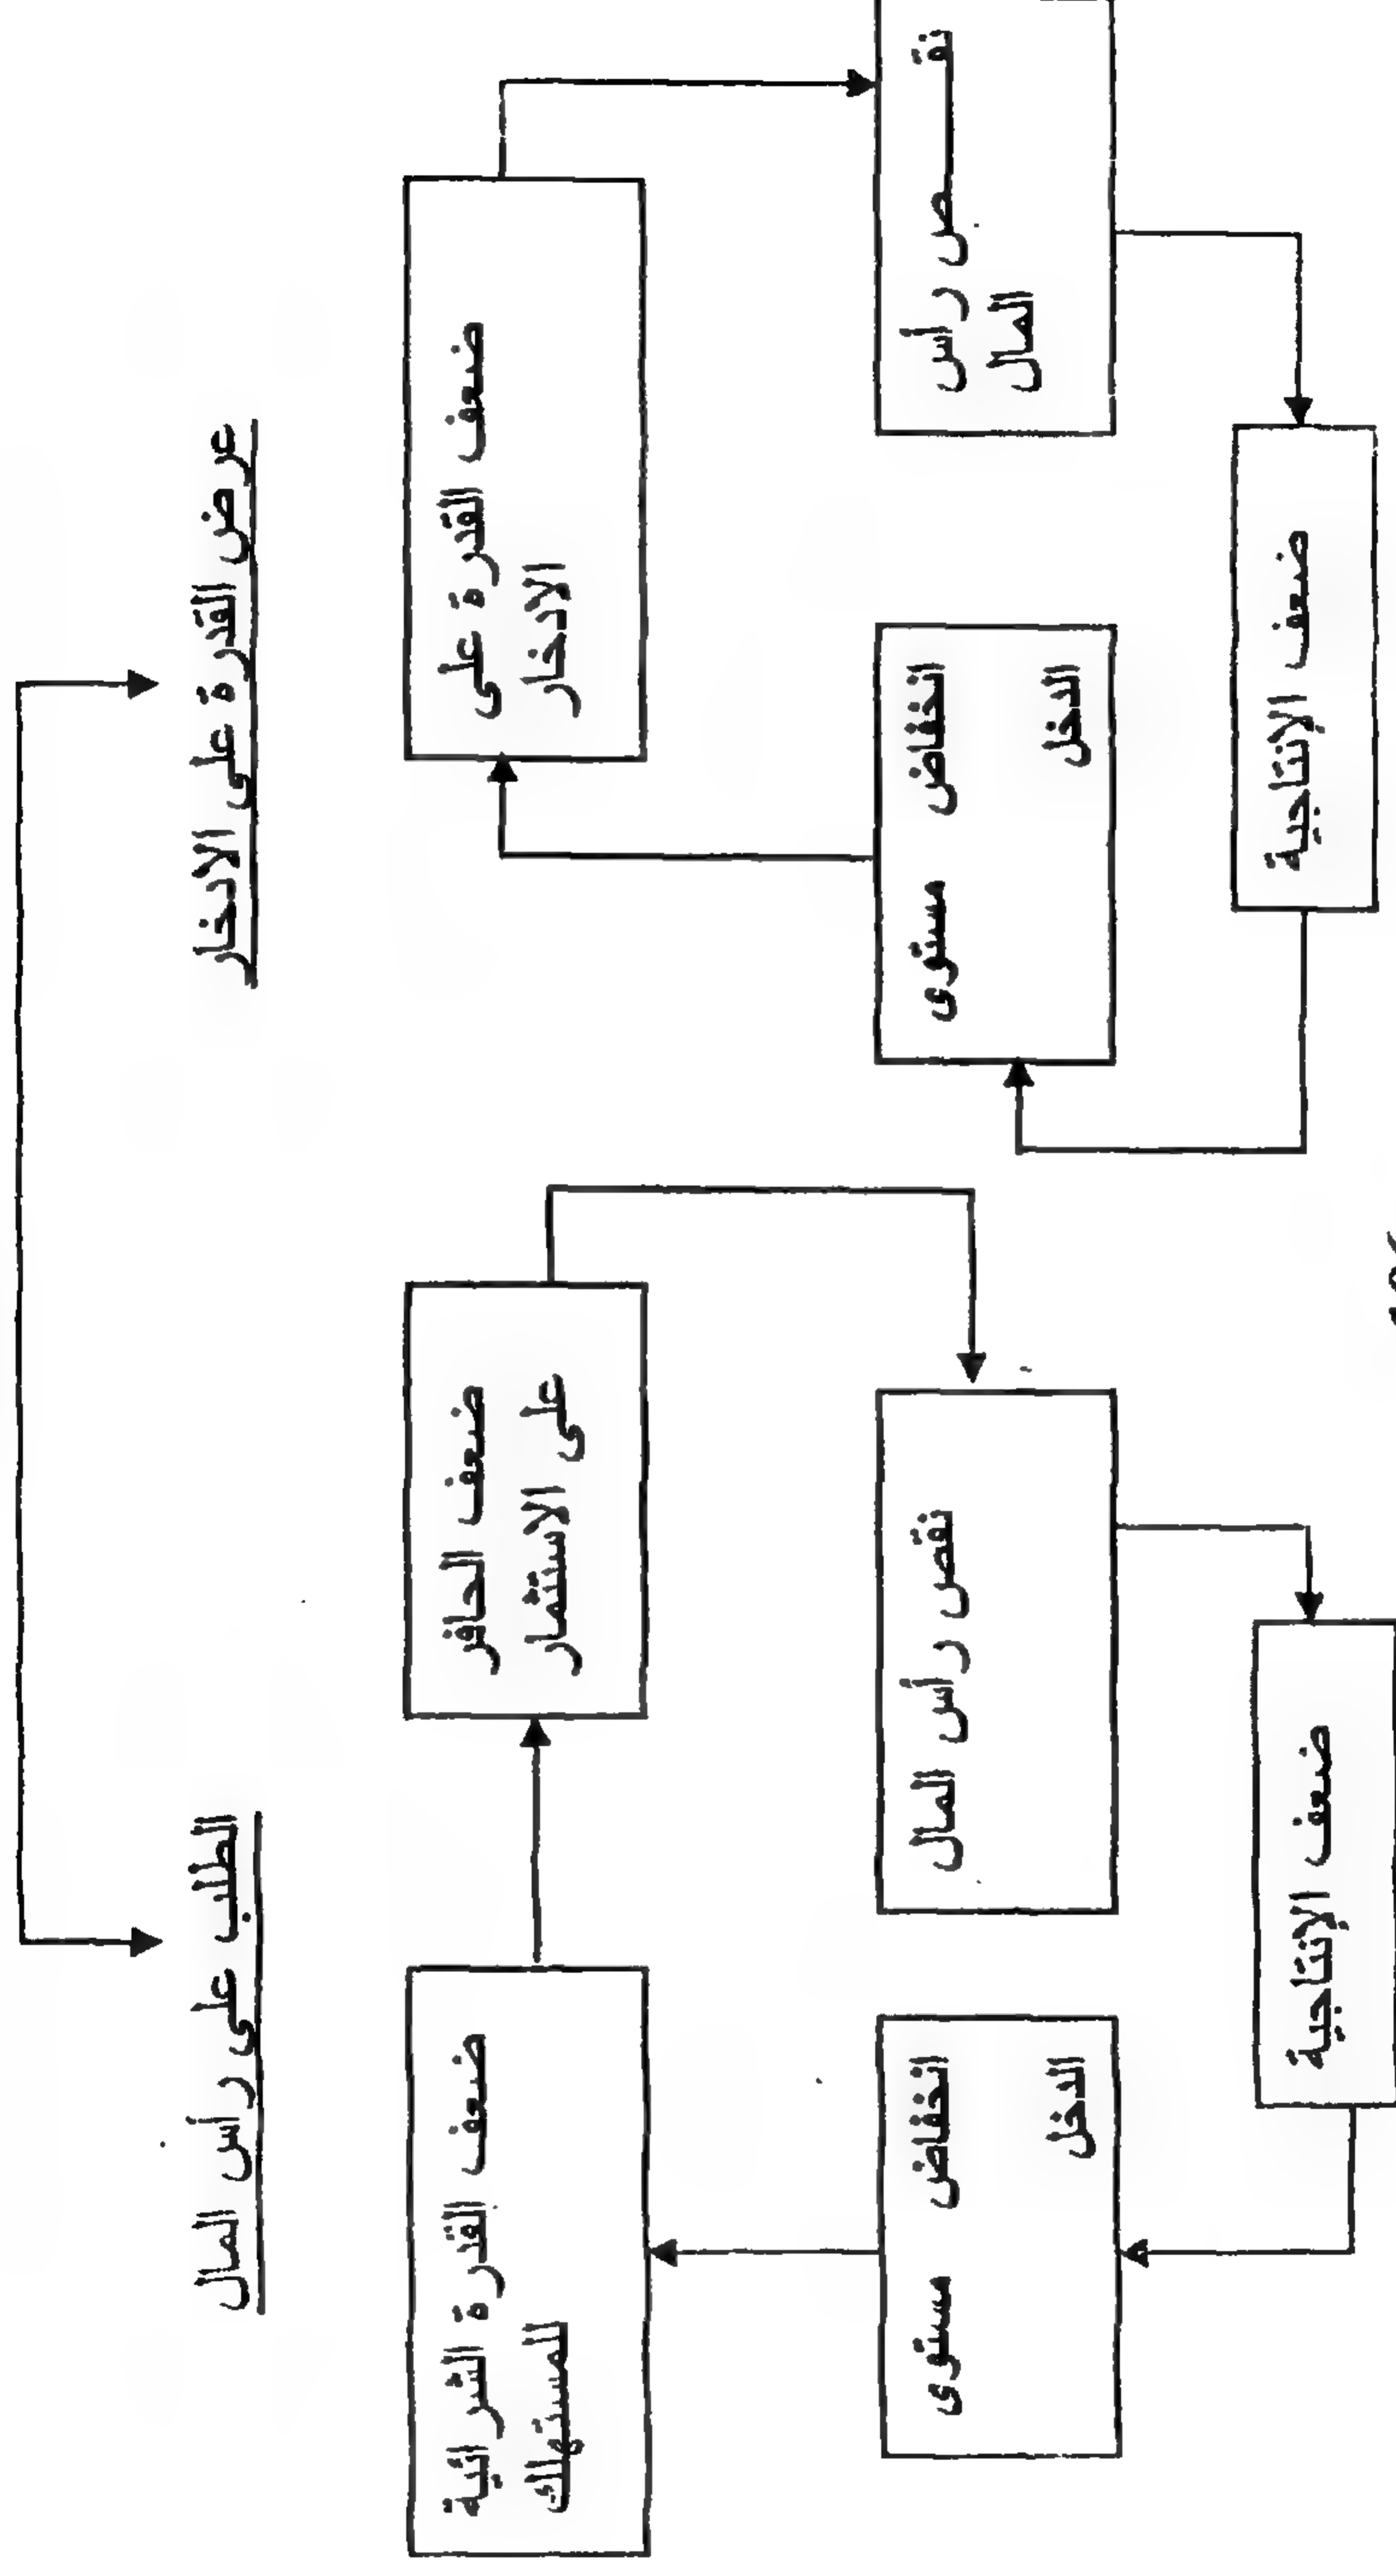 عرض القدرة على الادخار
الطلب على رأس المال
ضعف القدرة على
الادخار
نقـــــص رأس
المال
انخفاض مستوى
الدخل
ضعف الإنتاجية
ضعف الحافز
على الاستثمار
ضعف القدرة الشرائية
للمستهلك
نقص رأس المال
انخفاض مستوى
الدخل
ضعف الإنتاجية